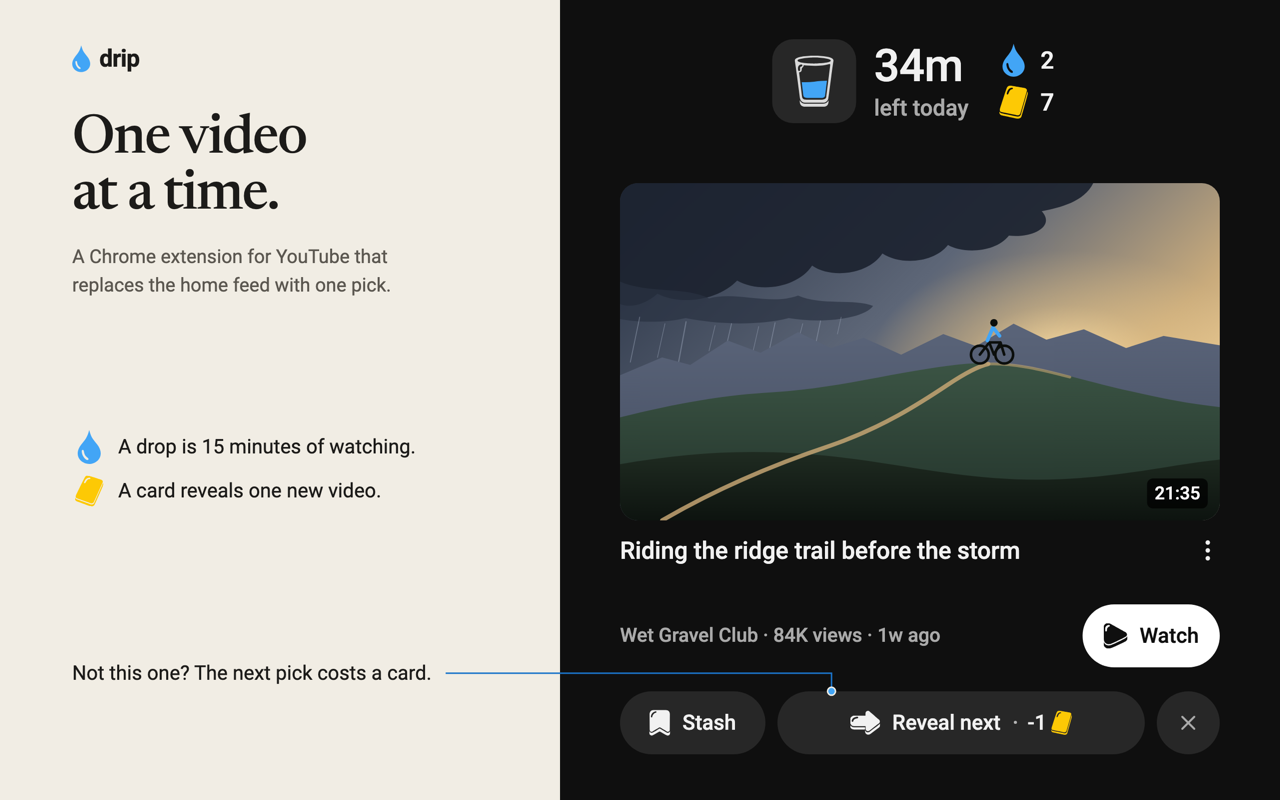 drip
One video
at a time.
A Chrome extension for YouTube that
replaces the home feed with one pick.
A drop is 15 minutes of watching.
A card reveals one new video.
Not this one? The next pick costs a card.
34m
left today
2
7
21:35
Riding the ridge trail before the storm
Wet Gravel Club · 84K views · 1w ago
Watch
Stash
Reveal next · -1